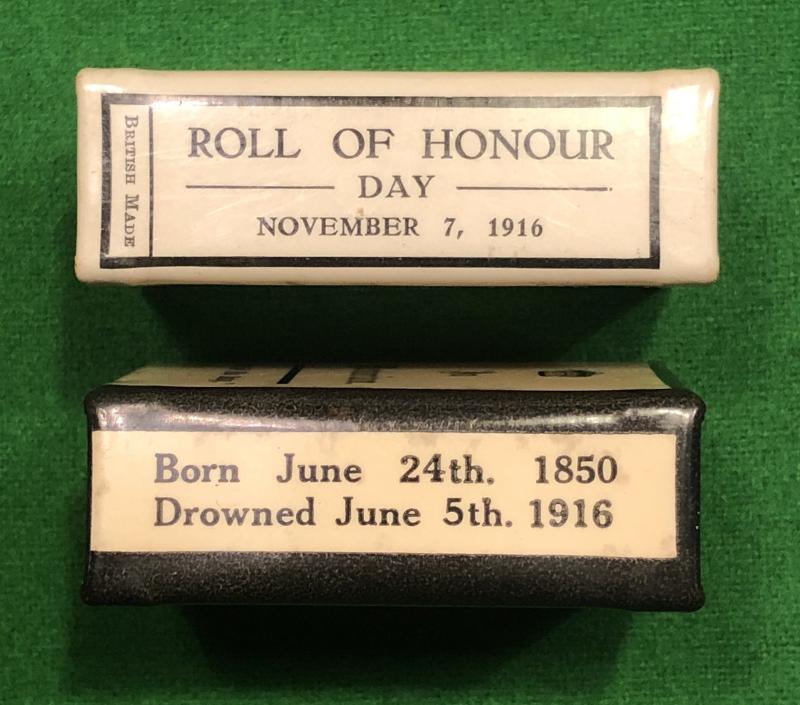 British Made
ROLL OF HONOUR
DAY
NOVEMBER 7, 1916
Born June 24th. 1850
Drowned June 5th. 1916